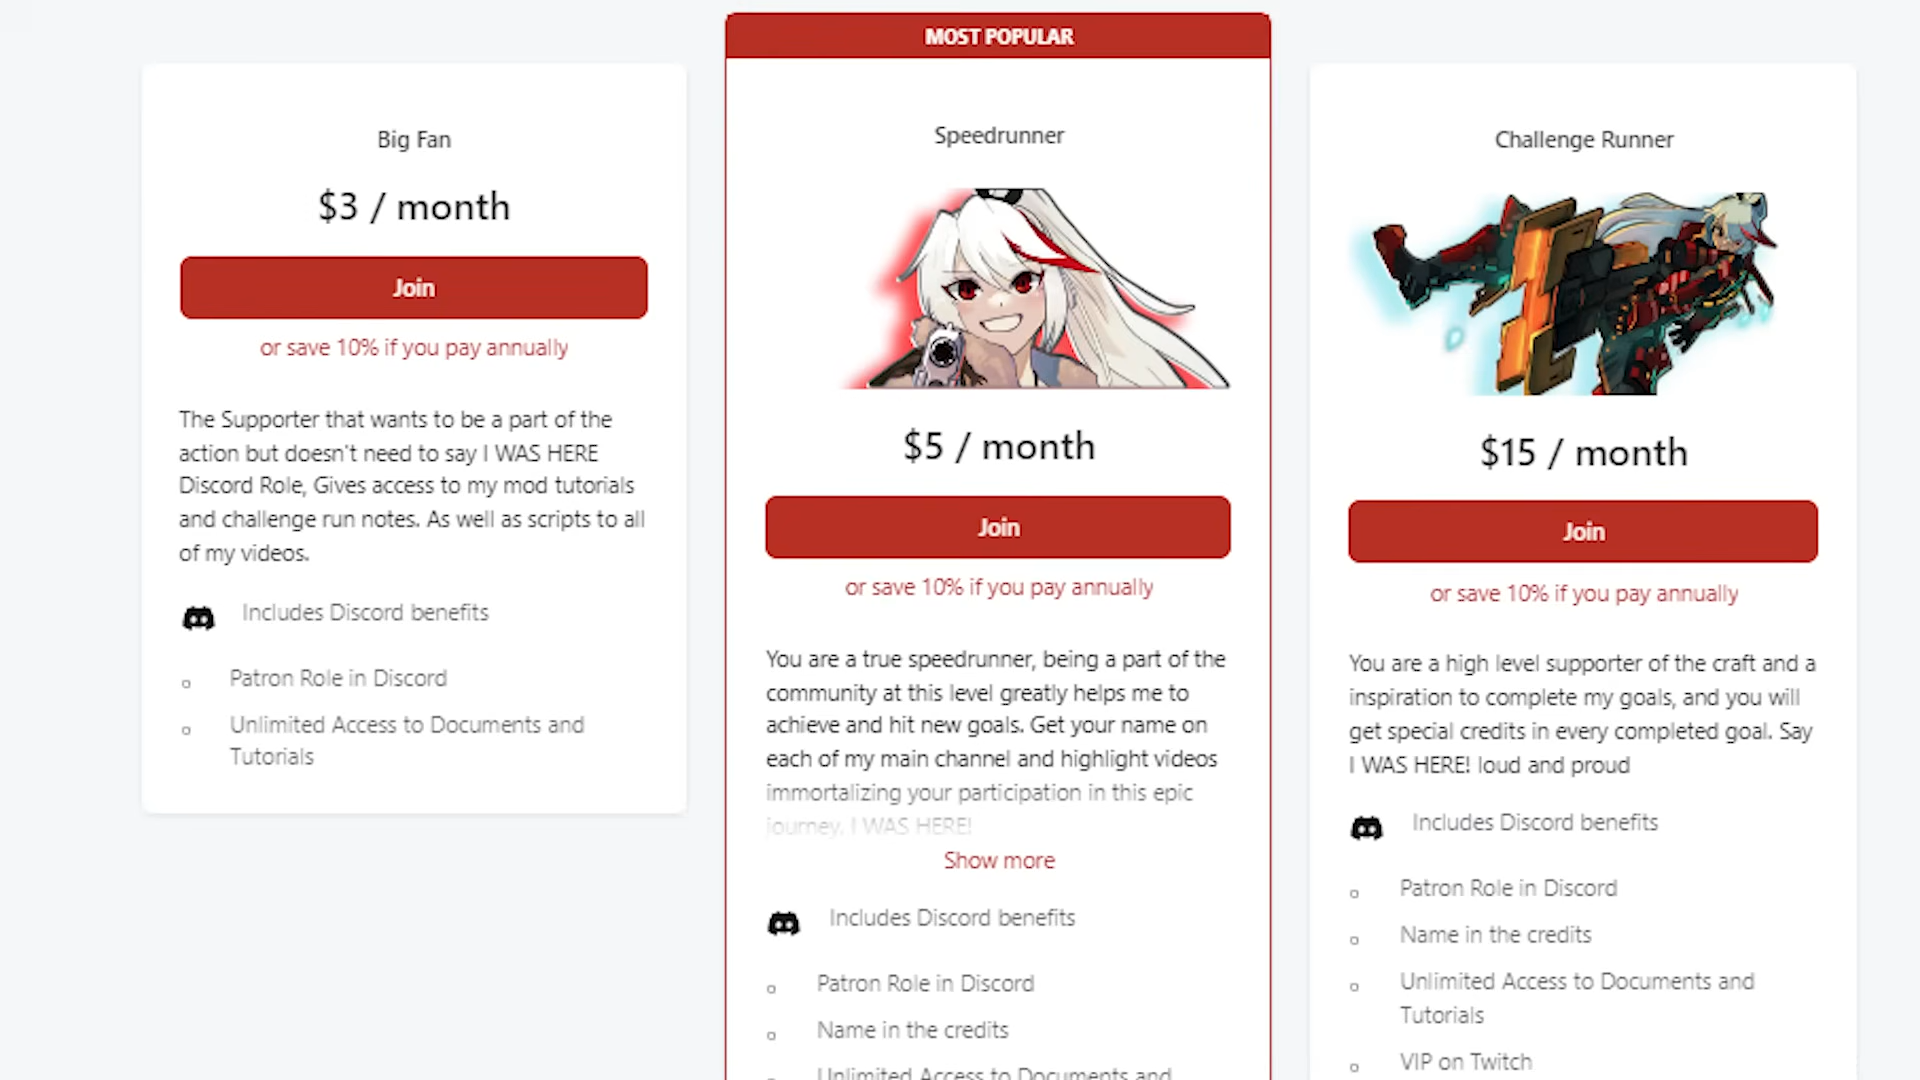 Big Fan
$3 / month
Join
or save 10% if you pay annually
The Supporter that wants to be a part of the
action but doesn't need to say I WAS HERE
Discord Role, Gives access to my mod tutorials
and challenge run notes. As well as scripts to all
of my videos.
Includes Discord benefits
Patron Role in Discord
Unlimited Access to Documents and
Tutorials
MOST POPULAR
Speedrunner
$5 / month
Join
or save 10% if you pay annually
You are a true speedrunner, being a part of the
community at this level greatly helps me to
achieve and hit new goals. Get your name on
each of my main channel and highlight videos
immortalizing your participation in this epic
journey. I WAS HERE!
Show more
Includes Discord benefits
Patron Role in Discord
Name in the credits
Unlimited Access to Documents and
Challenge Runner
$15 / month
Join
or save 10% if you pay annually
You are a high level supporter of the craft and a
inspiration to complete my goals, and you will
get special credits in every completed goal. Say
I WAS HERE! loud and proud
Includes Discord benefits
Patron Role in Discord
Name in the credits
Unlimited Access to Documents and
Tutorials
VIP on Twitch